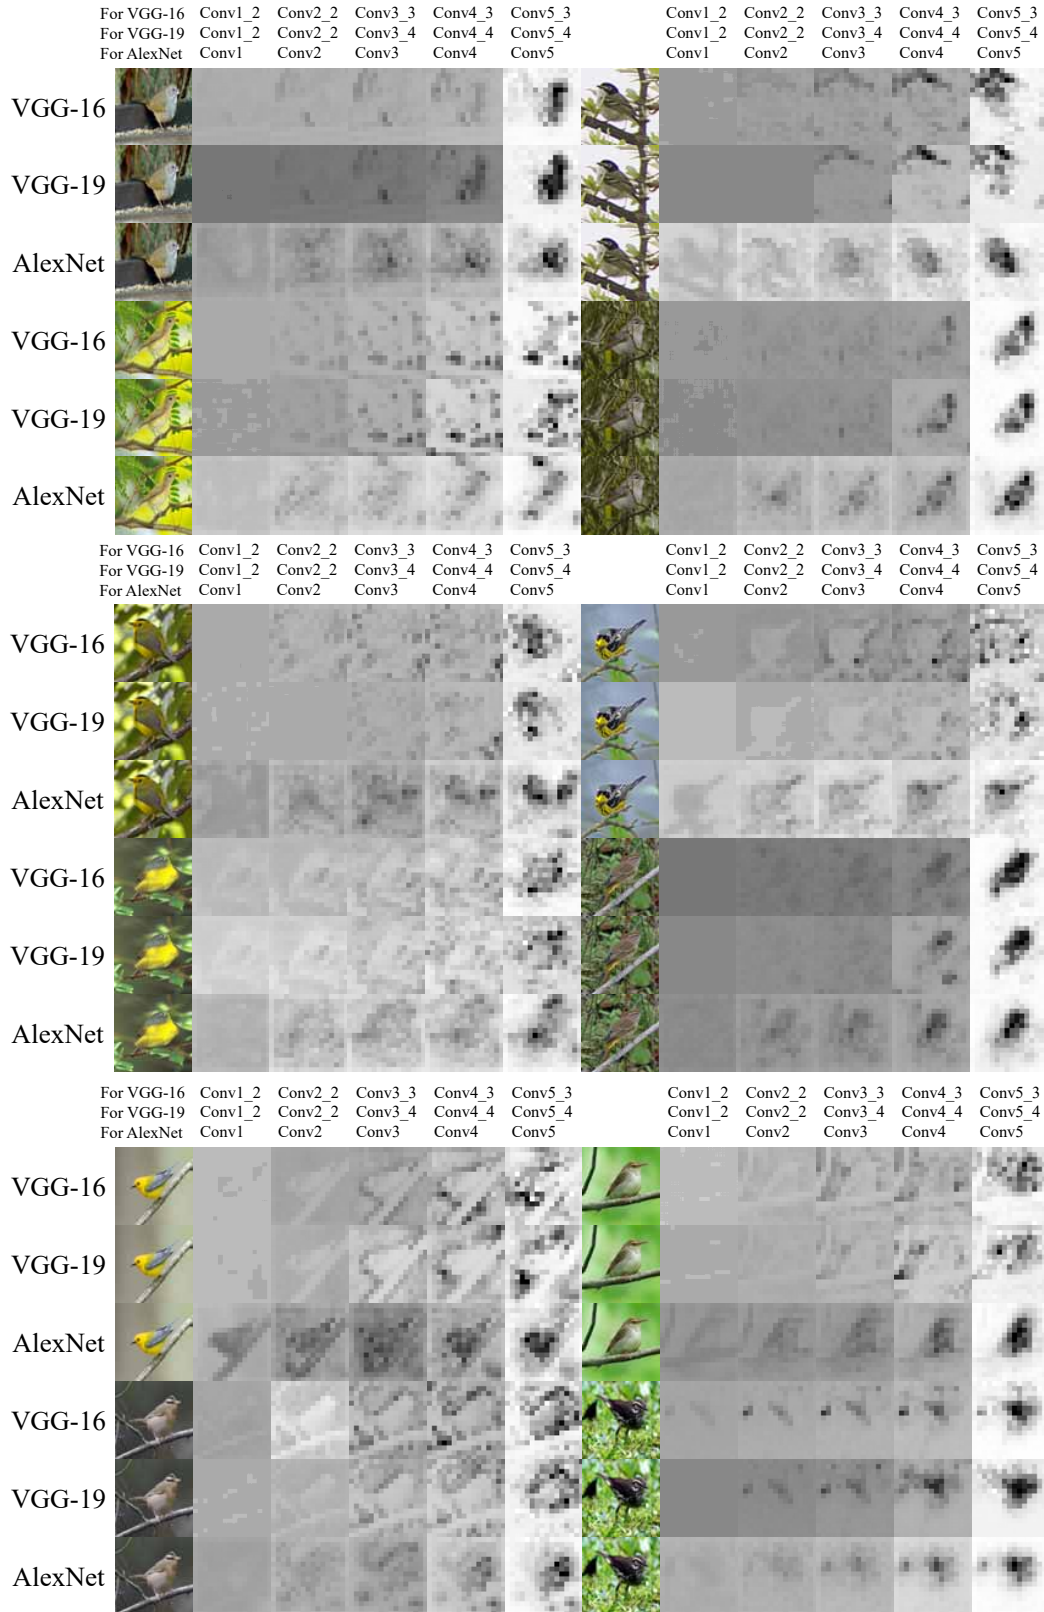 For VGG-16 Conv1_2 Conv2_2 Conv3_3 Conv4_3 Conv5_3 Conv1_2 Conv2_2 Conv3_3 Conv4_3 Conv5_3
For VGG-19 Conv1_2 Conv2_2 Conv3_4 Conv4_4 Conv5_4 Conv1_2 Conv2_2 Conv3_4 Conv4_4 Conv5_4
For AlexNet Conv1 Conv2 Conv3 Conv4 Conv5 Conv1 Conv2 Conv3 Conv4 Conv5
VGG-16
VGG-19
AlexNet
VGG-16
VGG-19
AlexNet
For VGG-16 Conv1_2 Conv2_2 Conv3_3 Conv4_3 Conv5_3 Conv1_2 Conv2_2 Conv3_3 Conv4_3 Conv5_3
For VGG-19 Conv1_2 Conv2_2 Conv3_4 Conv4_4 Conv5_4 Conv1_2 Conv2_2 Conv3_4 Conv4_4 Conv5_4
For AlexNet Conv1 Conv2 Conv3 Conv4 Conv5 Conv1 Conv2 Conv3 Conv4 Conv5
VGG-16
VGG-19
AlexNet
VGG-16
VGG-19
AlexNet
For VGG-16 Conv1_2 Conv2_2 Conv3_3 Conv4_3 Conv5_3 Conv1_2 Conv2_2 Conv3_3 Conv4_3 Conv5_3
For VGG-19 Conv1_2 Conv2_2 Conv3_4 Conv4_4 Conv5_4 Conv1_2 Conv2_2 Conv3_4 Conv4_4 Conv5_4
For AlexNet Conv1 Conv2 Conv3 Conv4 Conv5 Conv1 Conv2 Conv3 Conv4 Conv5
VGG-16
VGG-19
AlexNet
VGG-16
VGG-19
AlexNet